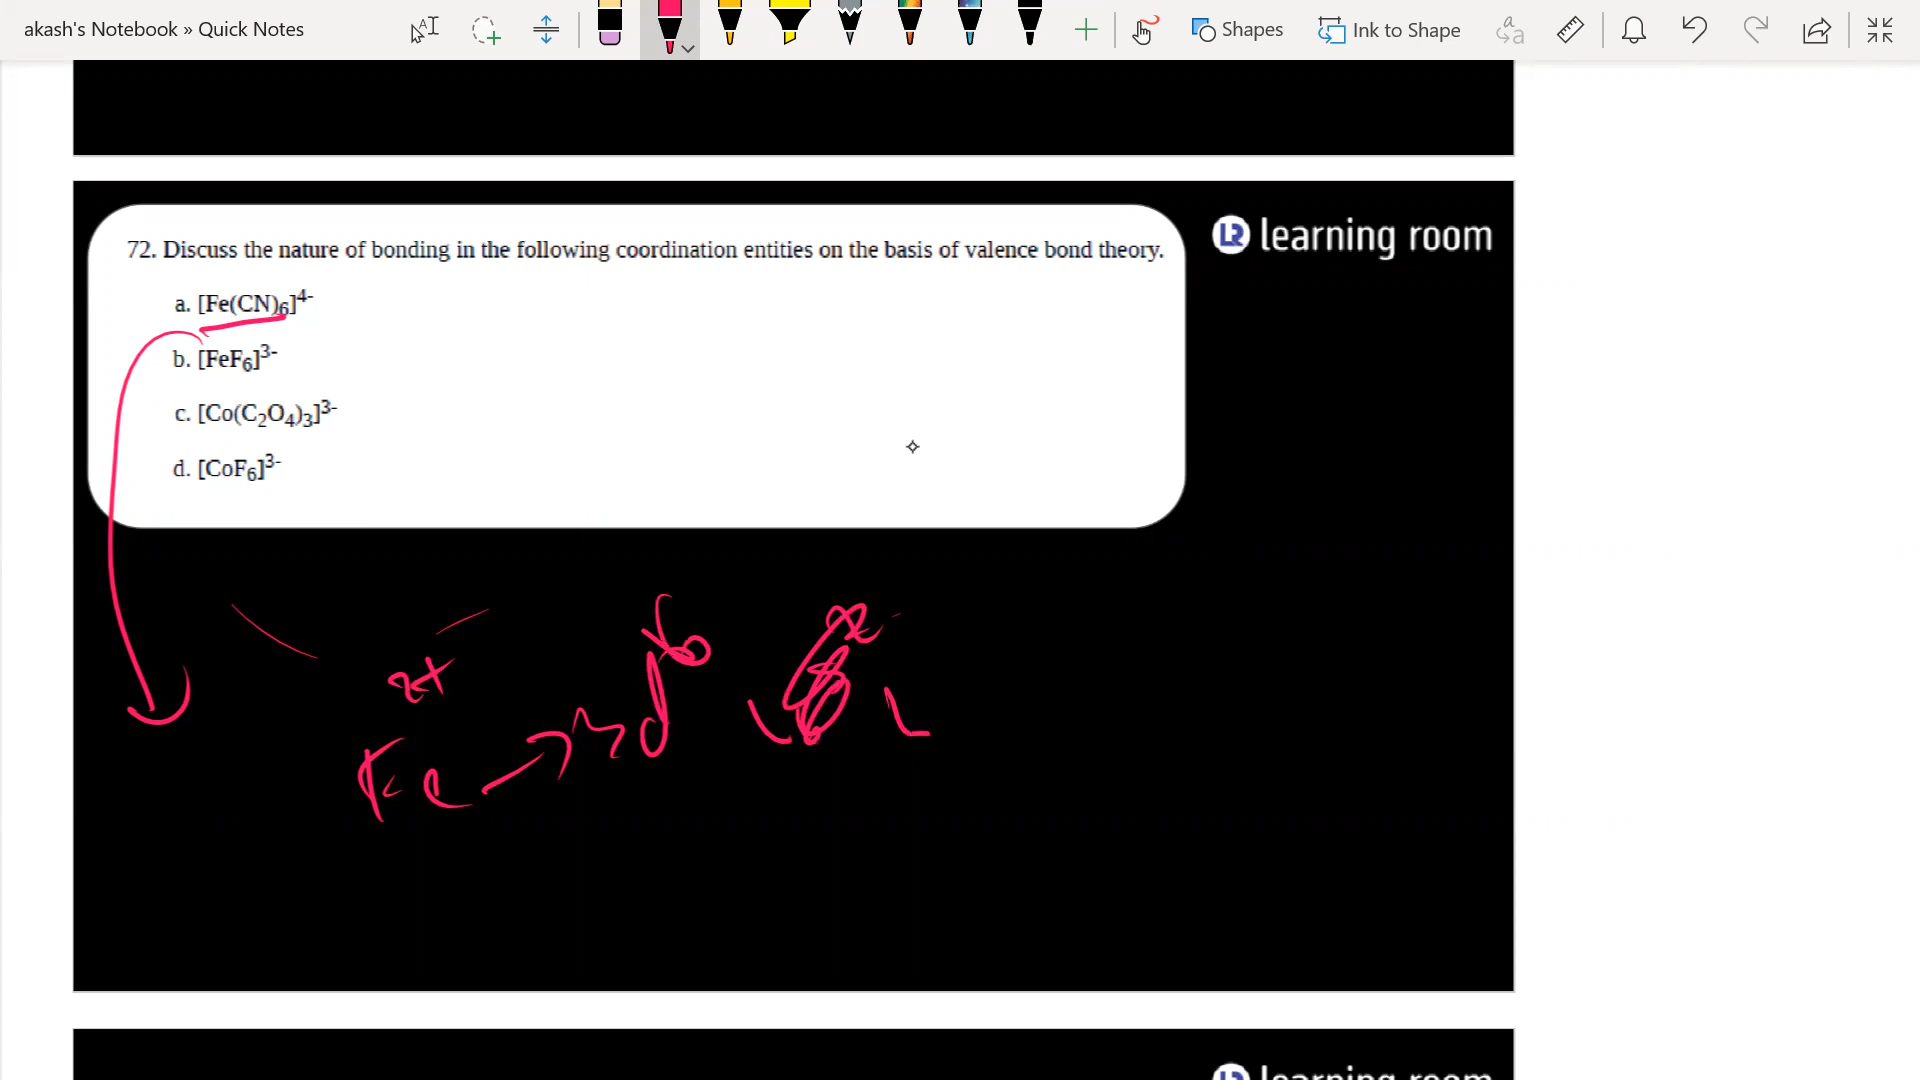 akash's Notebook » Quick Notes
Shapes
Ink to Shape
72. Discuss the nature of bonding in the following coordination entities on the basis of valence bond theory.
learning room
a. [Fe(CN)₆]⁴⁻
b. [FeF₆]³⁻
c. [Co(C₂O₄)₃]³⁻
d. [CoF₆]³⁻
2+
Fe → 3d⁶
learning room